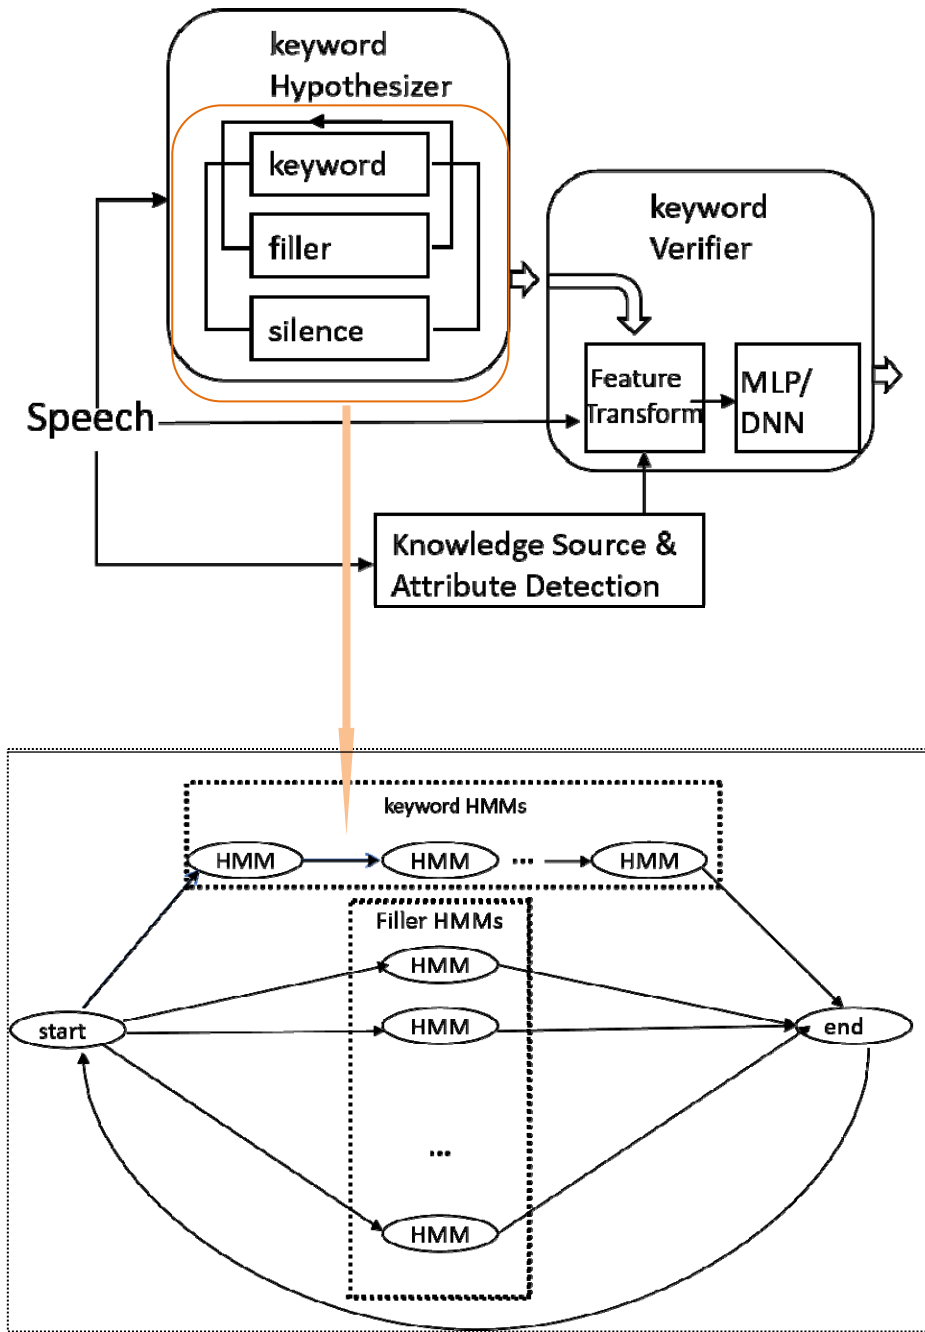 keyword
Hypothesizer
keyword
filler
silence
keyword
Verifier
Feature
Transform
MLP/
DNN
Speech
Knowledge Source &
Attribute Detection
keyword HMMs
HMM
HMM
...
HMM
Filler HMMs
HMM
start
HMM
end
...
HMM